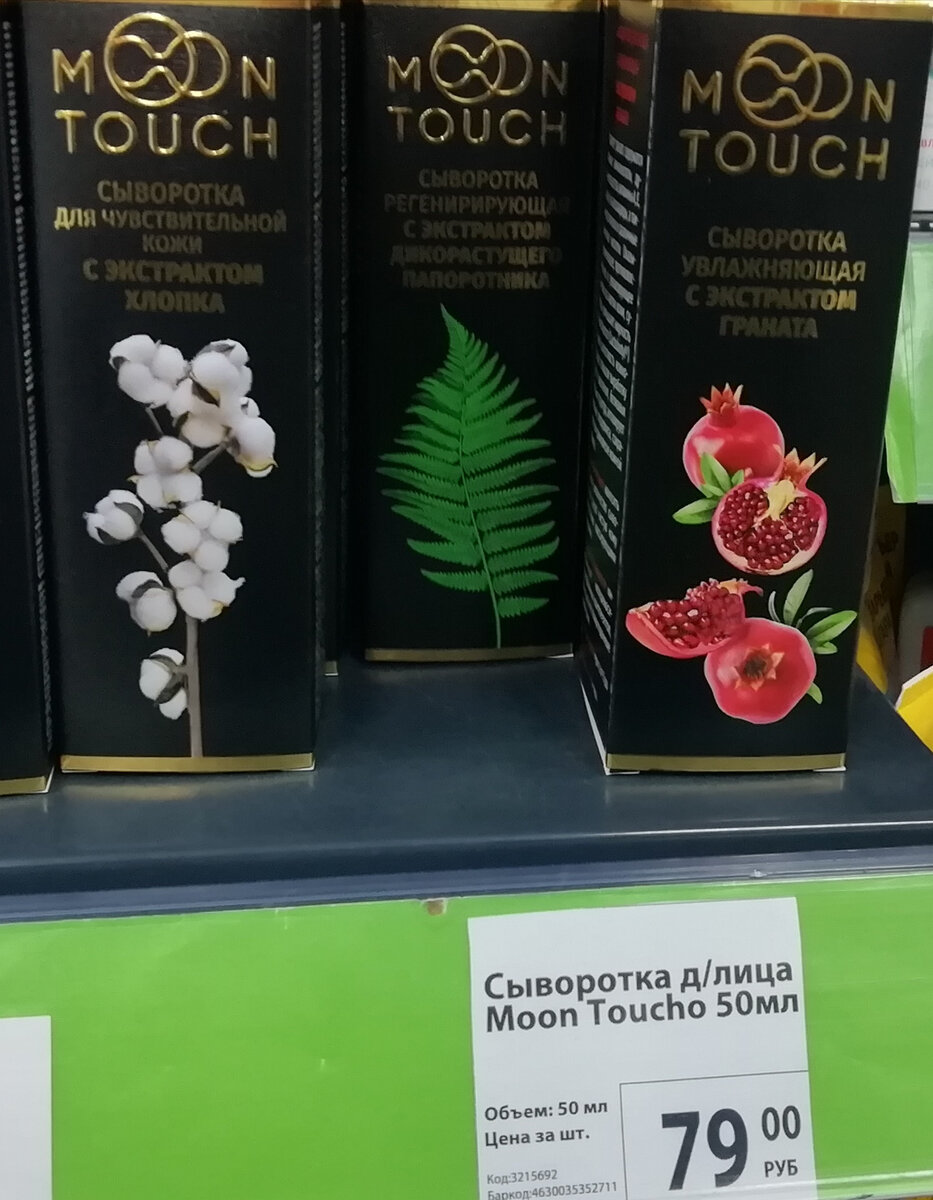 MOON
TOUCH
СЫВОРОТКА
ДЛЯ ЧУВСТВИТЕЛЬНОЙ
КОЖИ
С ЭКСТРАКТОМ
ХЛОПКА
MOON
TOUCH
СЫВОРОТКА
РЕГЕНИРИРУЮЩАЯ
С ЭКСТРАКТОМ
ДИКОРАСТУЩЕГО
ПАПОРОТНИКА
MOON
TOUCH
СЫВОРОТКА
УВЛАЖНЯЮЩАЯ
С ЭКСТРАКТОМ
ГРАНАТА
Сыворотка д/лица
Moon Toucho 50мл
Объем: 50 мл
Цена за шт.
79 00
РУБ
Код:3215692
Баркод:4630035352711